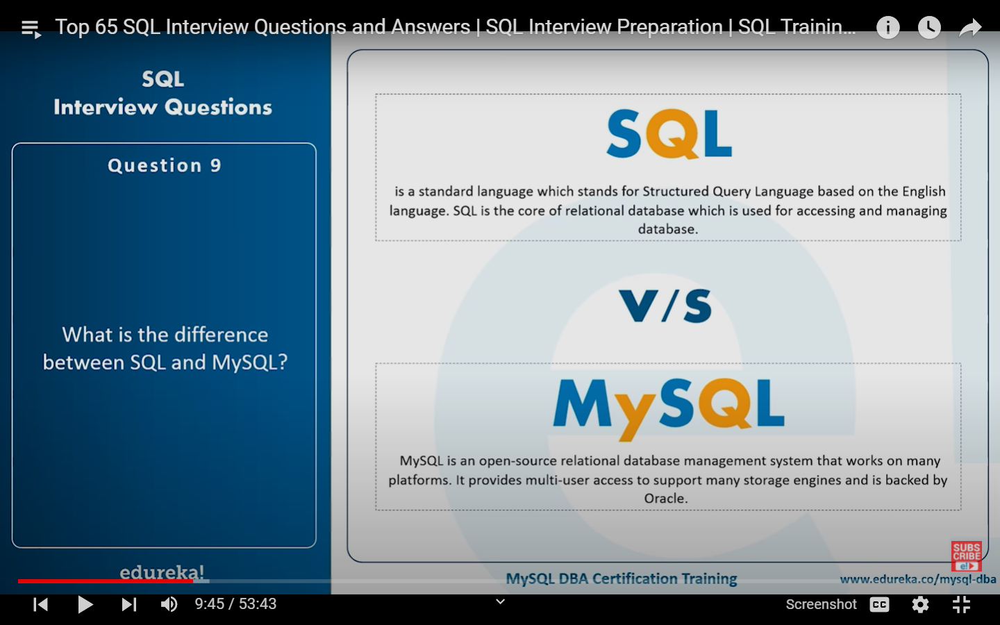 Top 65 SQL Interview Questions and Answers | SQL Interview Preparation | SQL Trainin...
SQL
Interview Questions
Question 9
What is the difference
between SQL and MySQL?
edureka!
SQL
is a standard language which stands for Structured Query Language based on the English
language. SQL is the core of relational database which is used for accessing and managing
database.
V/S
MySQL
MySQL is an open-source relational database management system that works on many
platforms. It provides multi-user access to support many storage engines and is backed by
Oracle.
SUBS
CRIBE
e!
MySQL DBA Certification Training
www.edureka.co/mysql-dba
9:45 / 53:43
Screenshot
CC